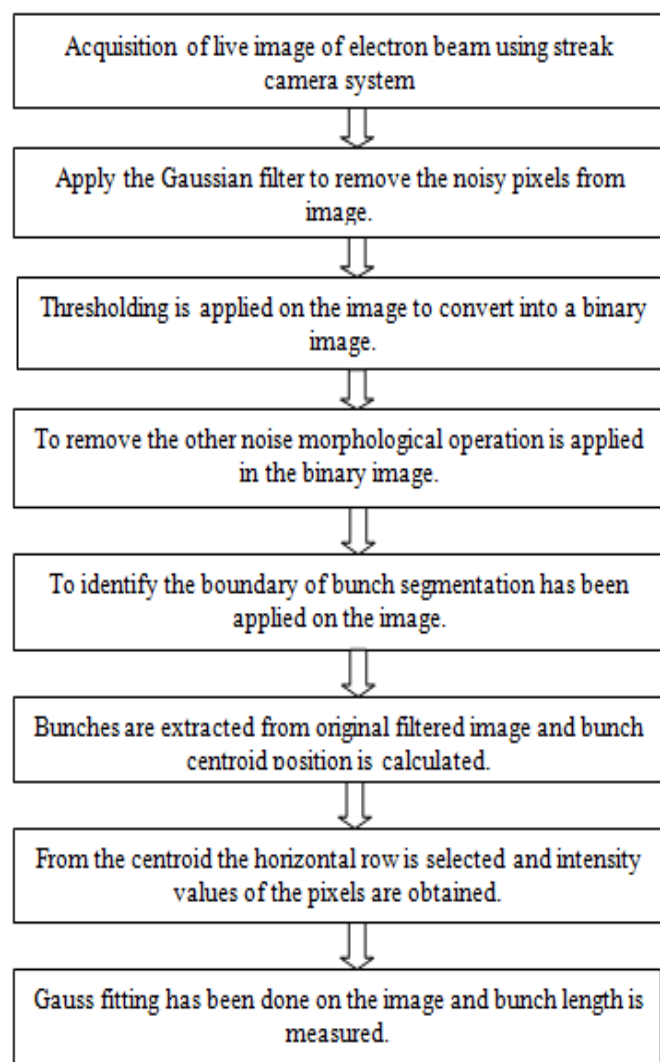 Acquisition of live image of electron beam using streak
camera system
Apply the Gaussian filter to remove the noisy pixels from
image.
Thresholding is applied on the image to convert into a binary
image.
To remove the other noise morphological operation is applied
in the binary image.
To identify the boundary of bunch segmentation has been
applied on the image.
Bunches are extracted from original filtered image and bunch
centroid position is calculated.
From the centroid the horizontal row is selected and intensity
values of the pixels are obtained.
Gauss fitting has been done on the image and bunch length is
measured.